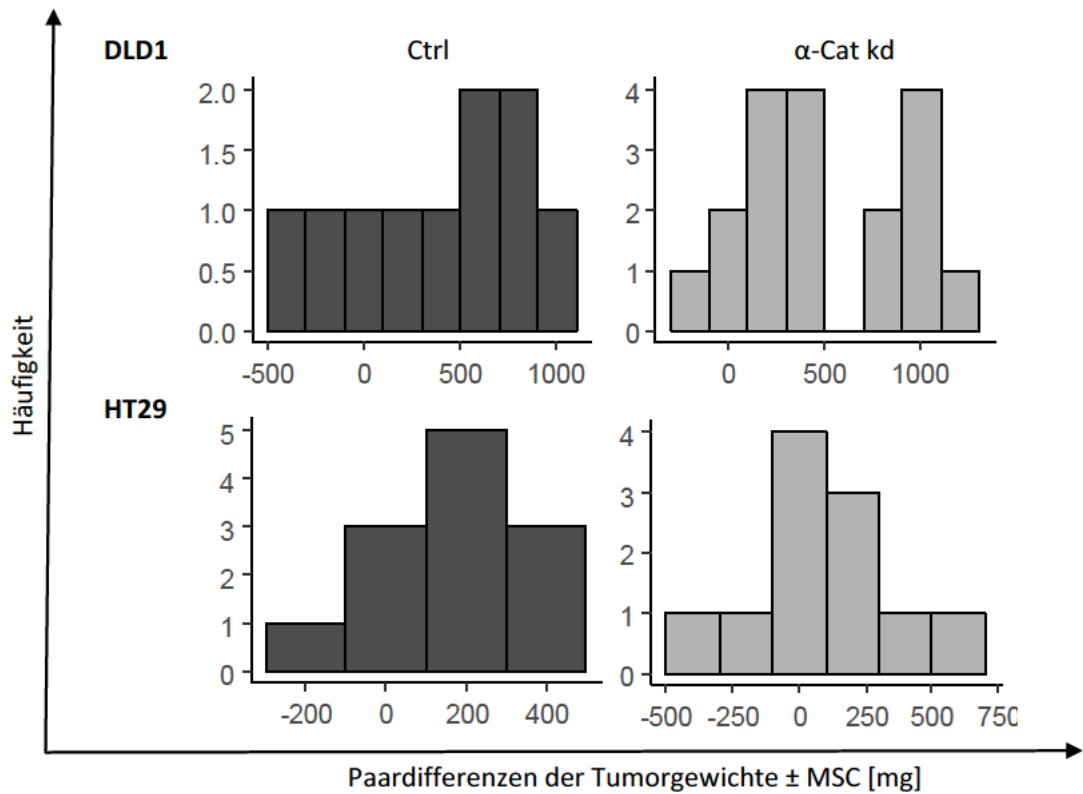 DLD1 Ctrl α-Cat kd
2.0
1.5
1.0
0.5
0.0
-500 0 500 1000
4
3
2
1
0
0 500 1000
HT29
5
4
3
2
1
0
-200 0 200 400
4
3
2
1
0
-500 -250 0 250 500 750
Häufigkeit
Paardifferenzen der Tumorgewichte ± MSC [mg]